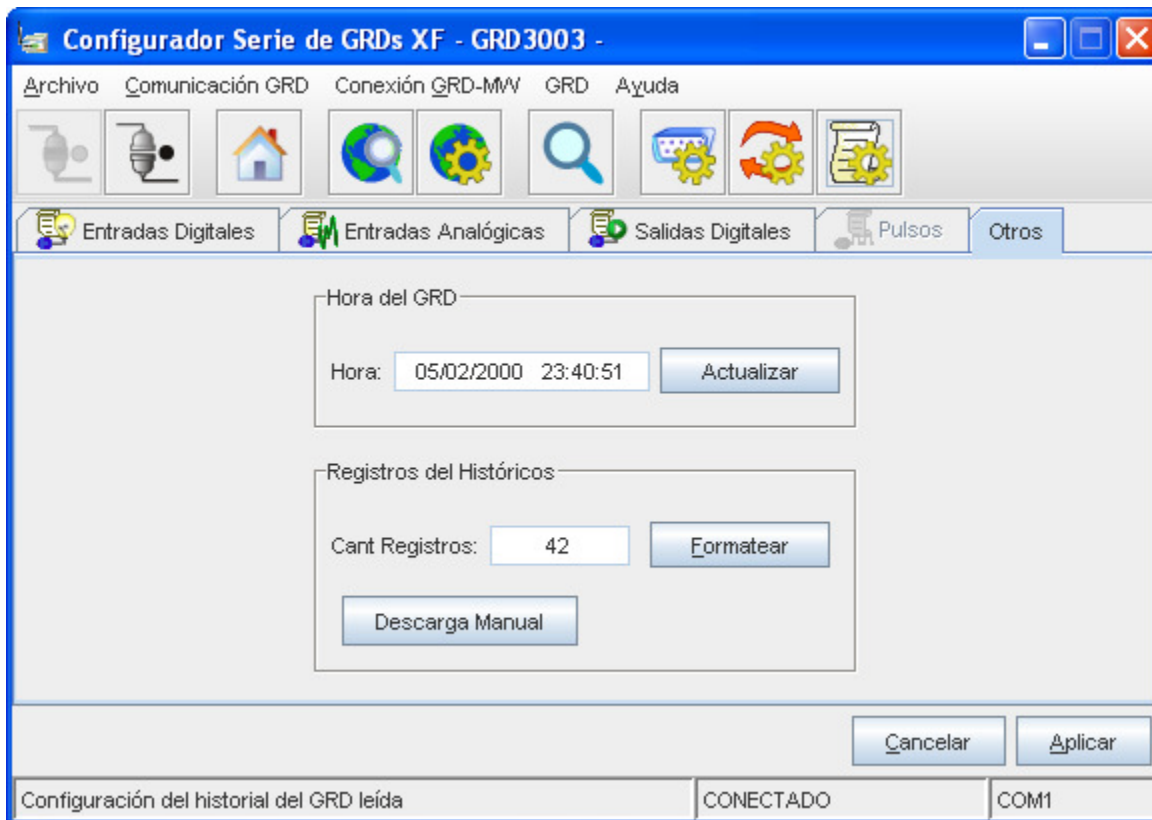 Configurador Serie de GRDs XF - GRD3003 -
Archivo Comunicación GRD Conexión GRD-MW GRD Ayuda
Entradas Digitales Entradas Analógicas Salidas Digitales Pulsos Otros
Hora del GRD
Hora: 05/02/2000 23:40:51 Actualizar
Registros del Históricos
Cant Registros: 42 Formatear
Descarga Manual
Cancelar Aplicar
Configuración del historial del GRD leída CONECTADO COM1